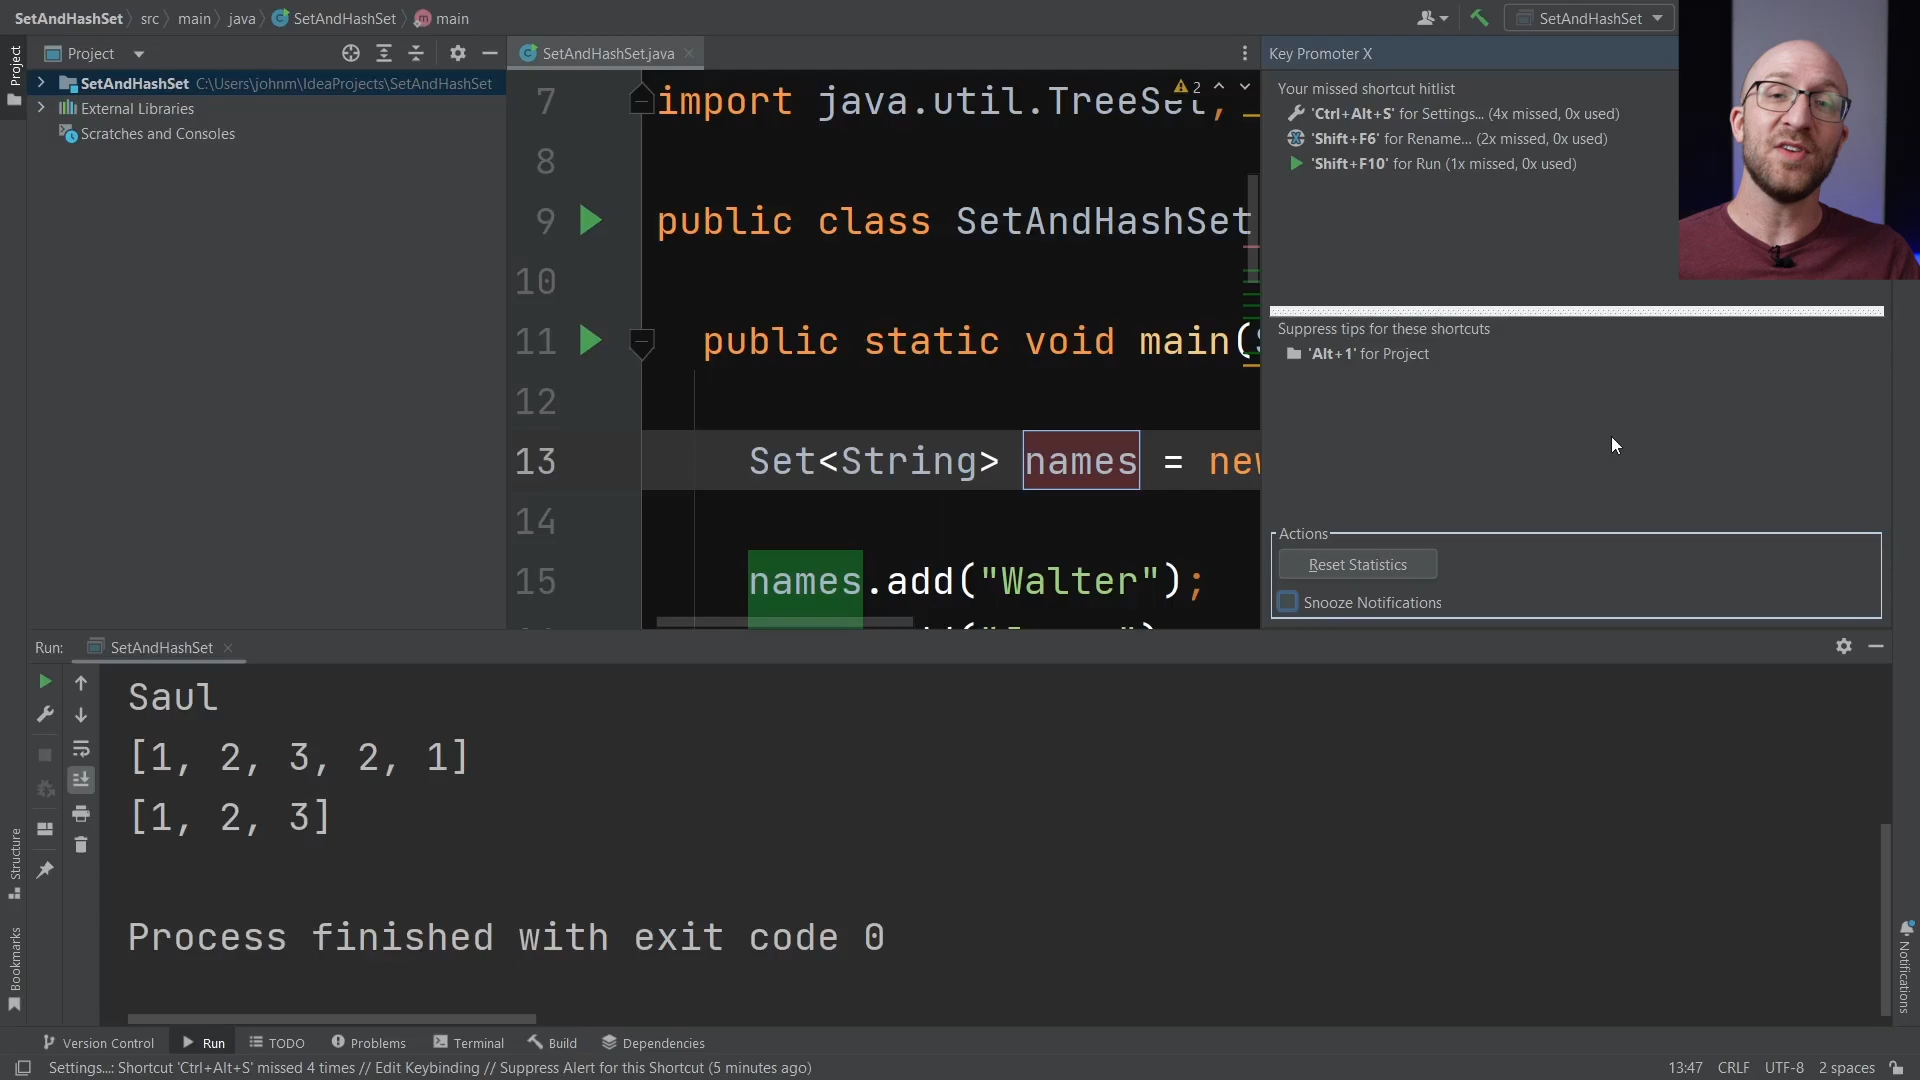 SetAndHashSet src main java SetAndHashSet main
SetAndHashSet
Project
Project
SetAndHashSet C:\Users\johnm\IdeaProjects\SetAndHashSet
External Libraries
Scratches and Consoles
SetAndHashSet.java
2
7 import java.util.TreeSet;
8
9 public class SetAndHashSet
10
11 public static void main(
12
13 Set<String> names = new
14
15 names.add("Walter");
Key Promoter X
Your missed shortcut hitlist
'Ctrl+Alt+S' for Settings... (4x missed, 0x used)
'Shift+F6' for Rename... (2x missed, 0x used)
'Shift+F10' for Run (1x missed, 0x used)
Suppress tips for these shortcuts
'Alt+1' for Project
Actions
Reset Statistics
Snooze Notifications
Run: SetAndHashSet
Saul
[1, 2, 3, 2, 1]
[1, 2, 3]
Process finished with exit code 0
Structure
Bookmarks
Notifications
Version Control Run TODO Problems Terminal Build Dependencies
Settings...: Shortcut 'Ctrl+Alt+S' missed 4 times // Edit Keybinding // Suppress Alert for this Shortcut (5 minutes ago)
13:47 CRLF UTF-8 2 spaces